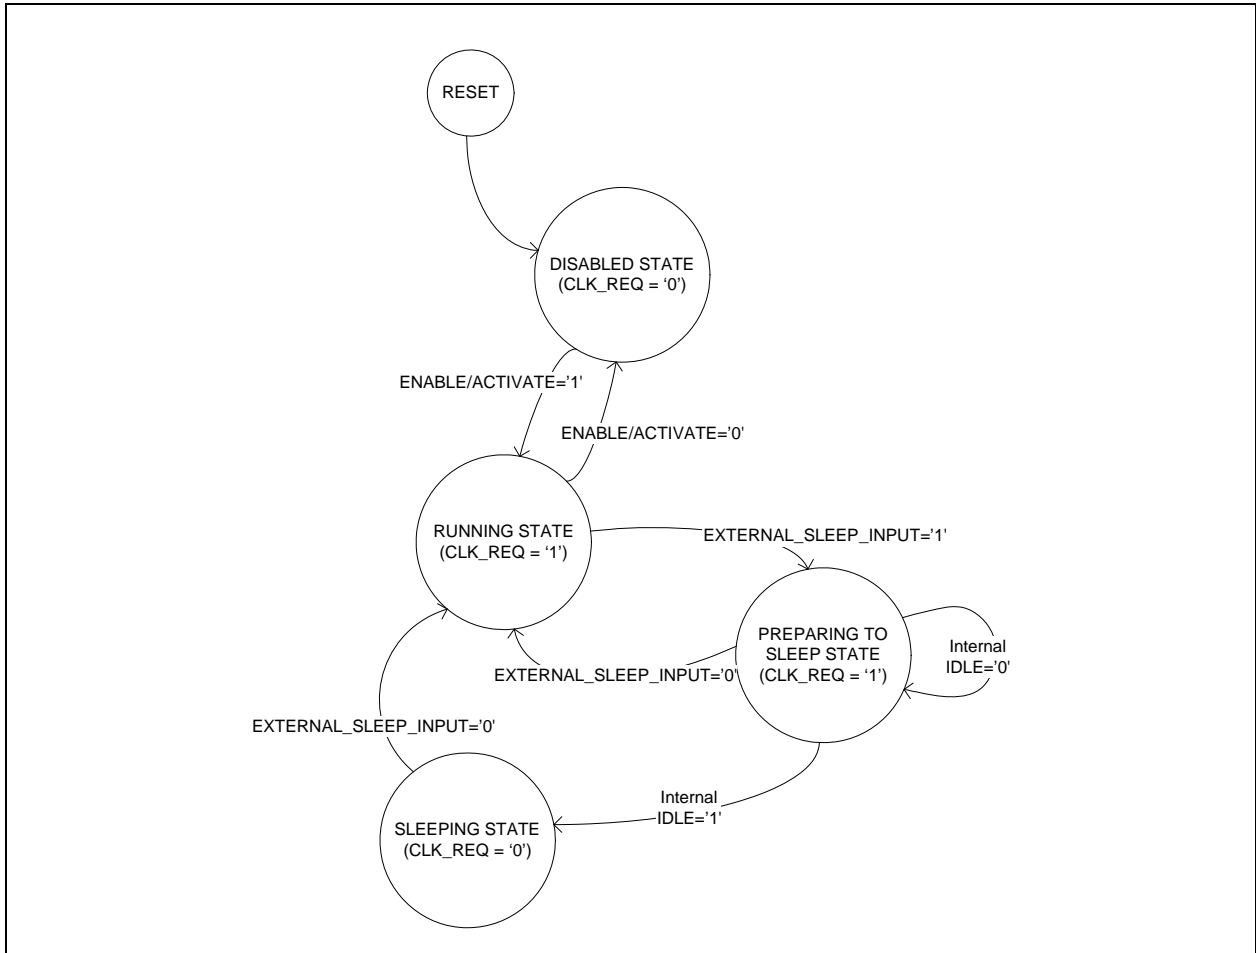 RESET
DISABLED STATE
(CLK_REQ = ‘0’)
ENABLE/ACTIVATE='1'
ENABLE/ACTIVATE='0'
RUNNING STATE
(CLK_REQ = ‘1’)
EXTERNAL_SLEEP_INPUT='1'
PREPARING TO
SLEEP STATE
(CLK_REQ = ‘1’)
Internal
IDLE='0'
EXTERNAL_SLEEP_INPUT='0'
EXTERNAL_SLEEP_INPUT='0'
Internal
IDLE='1'
SLEEPING STATE
(CLK_REQ = ‘0’)